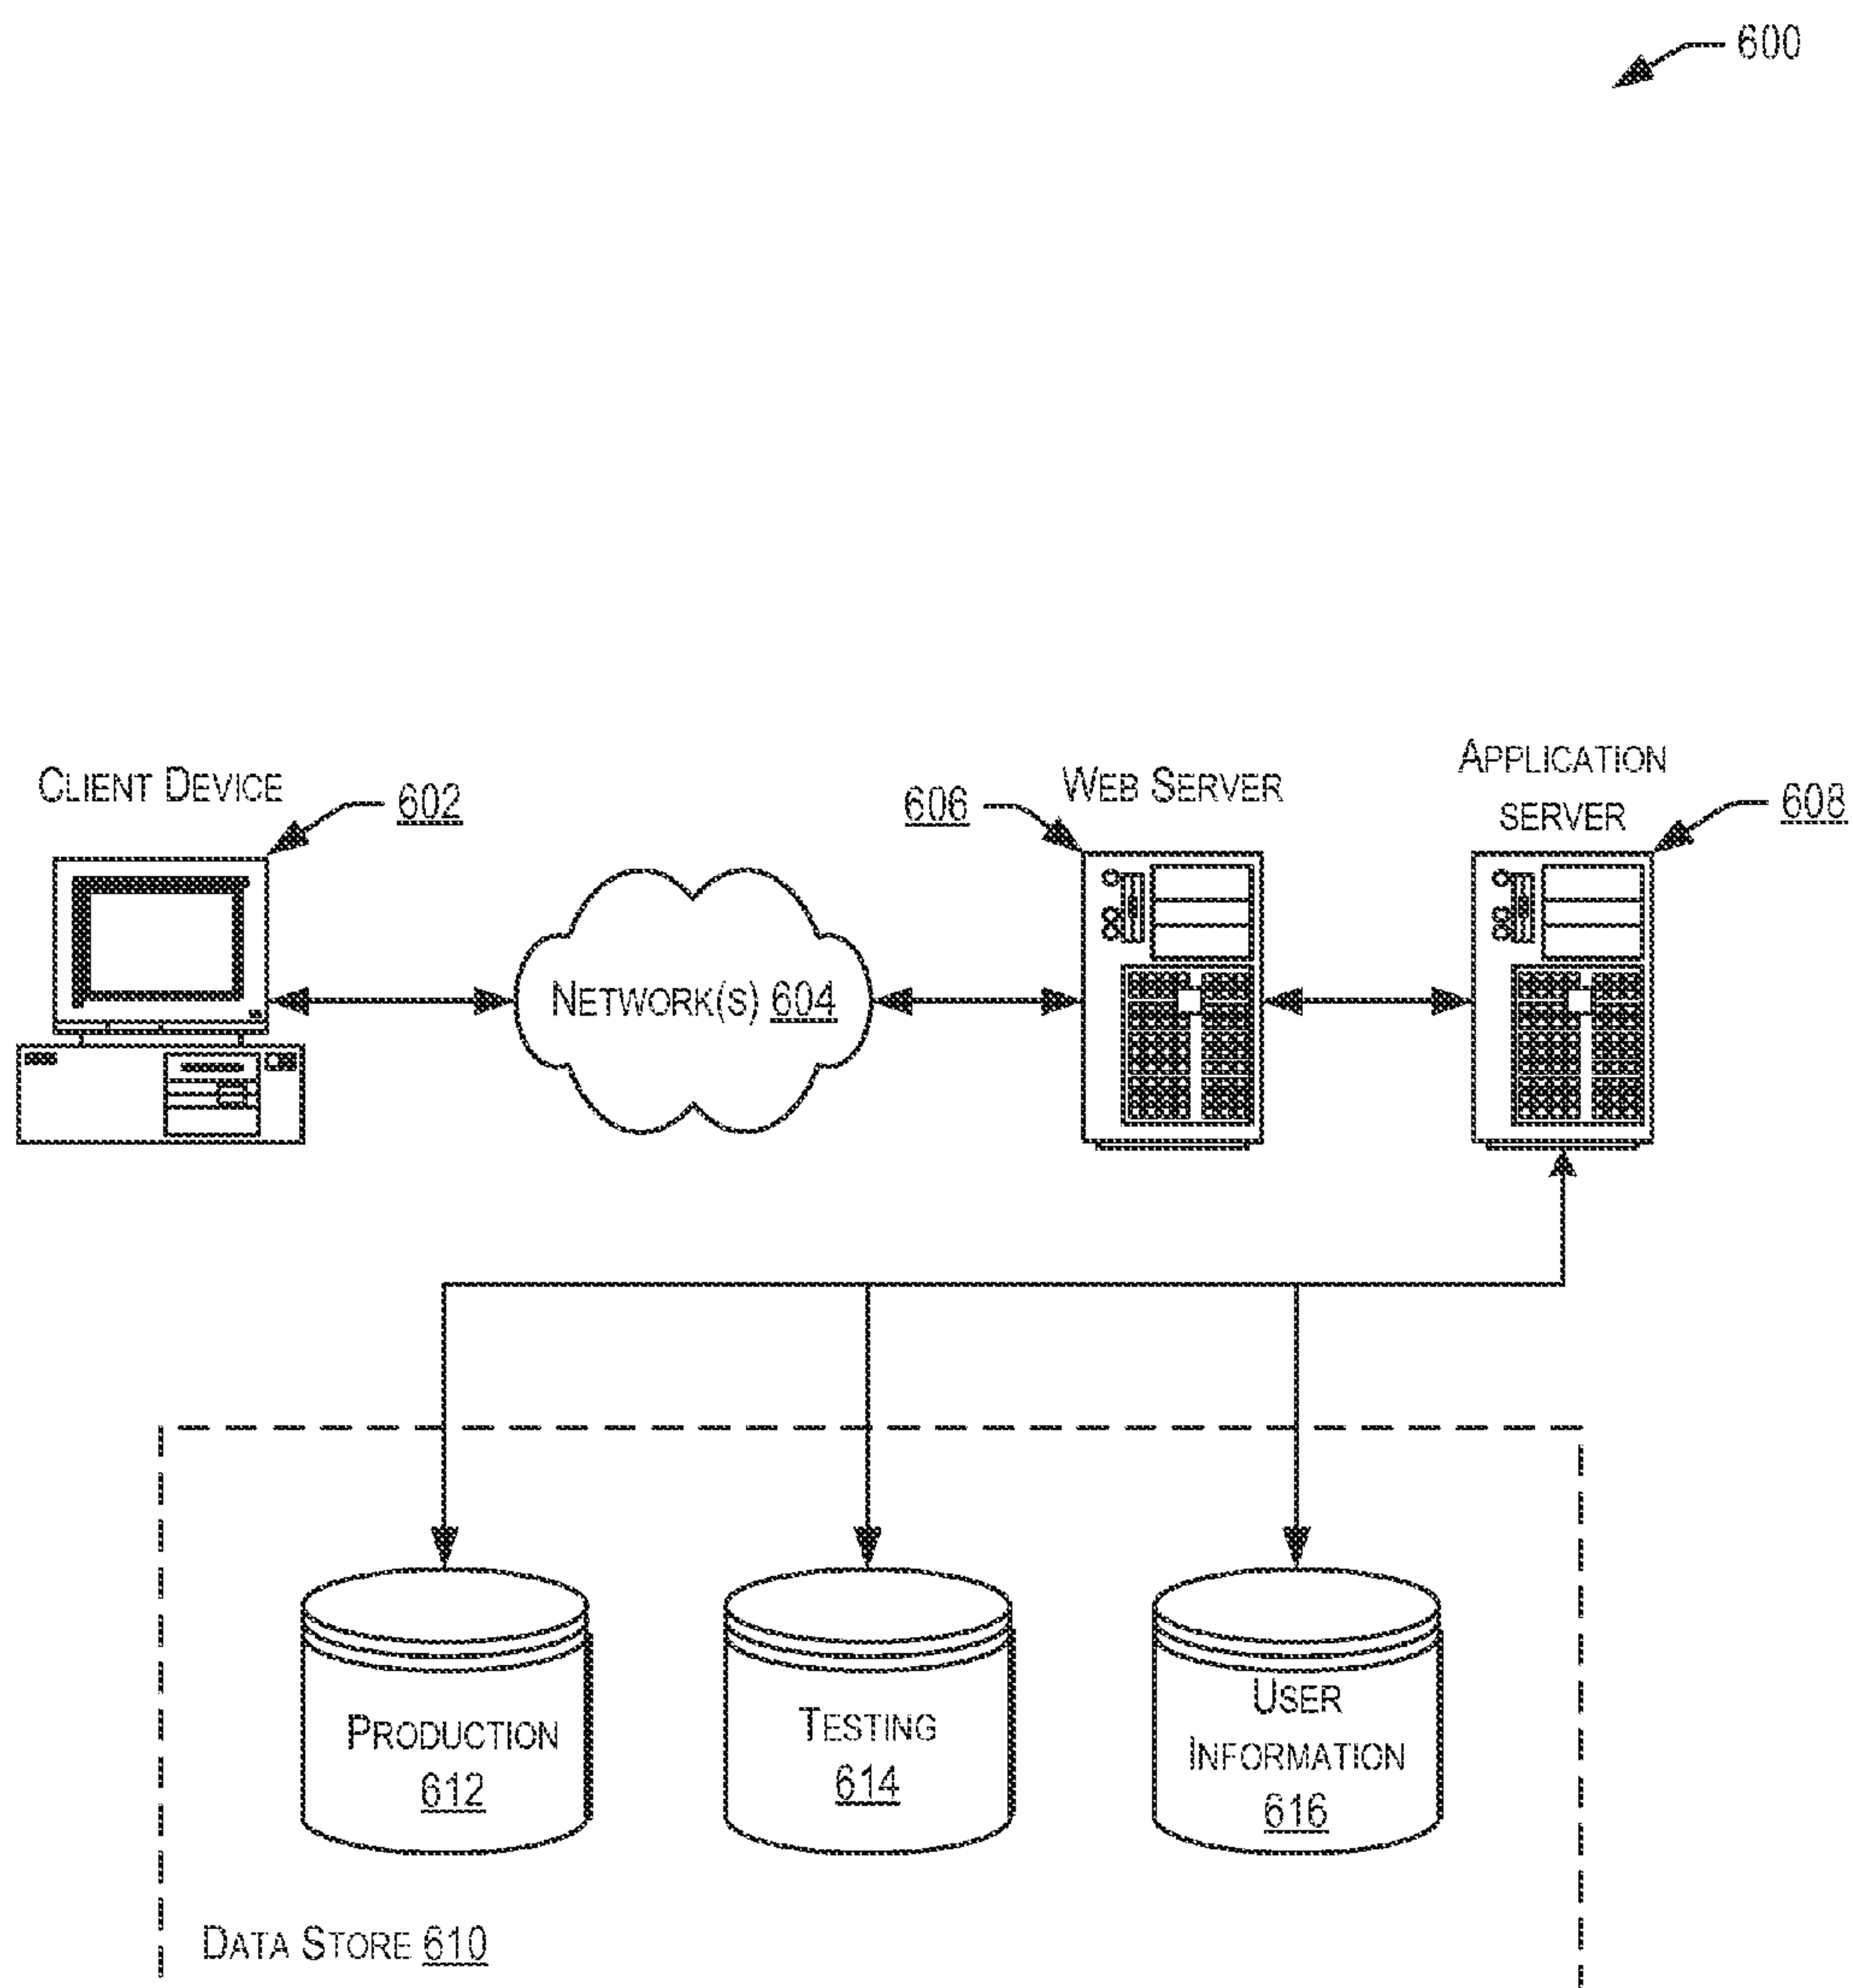 600
CLIENT DEVICE
602
606
WEB SERVER
APPLICATION
SERVER
608
NETWORK(S) 604
PRODUCTION
612
TESTING
614
USER
INFORMATION
616
DATA STORE 610